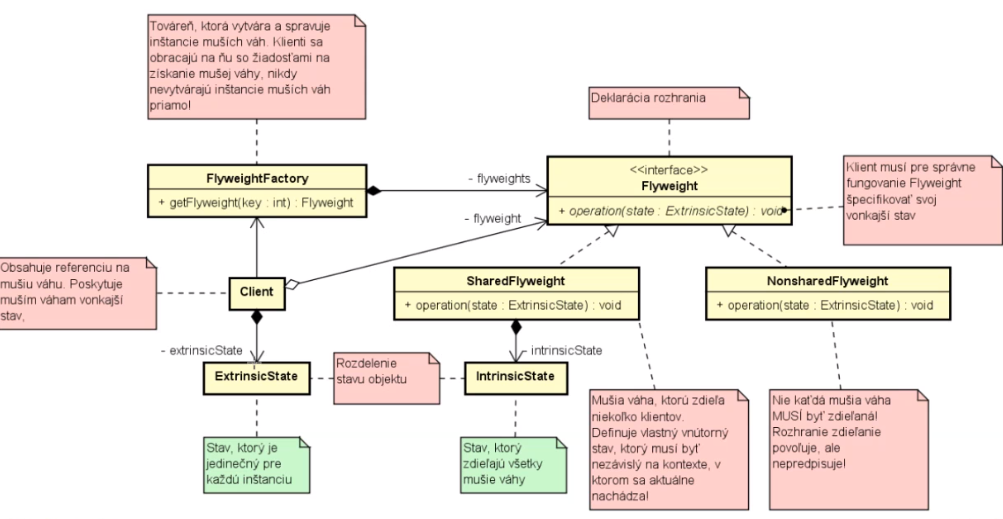 Továreň, ktorá vytvára a spravuje
inštancie muších váh. Klienti sa
obracajú na ňu so žiadosťami na
získanie mušej váhy, nikdy
nevytvárajú inštancie muších váh
priamo!
Deklarácia rozhrania
FlyweightFactory
+ getFlyweight(key : int) : Flyweight
- flyweights
- flyweight
<<interface>>
Flyweight
+ operation(state : ExtrinsicState) : void
Klient musí pre správne
fungovanie Flyweight
špecifikovať svoj
vonkajší stav
Obsahuje referenciu na
mušiu váhu. Poskytuje
muším váham vonkajší
stav,
Client
SharedFlyweight
+ operation(state : ExtrinsicState) : void
NonsharedFlyweight
+ operation(state : ExtrinsicState) : void
- extrinsicState
- intrinsicState
ExtrinsicState
Rozdelenie
stavu objektu
IntrinsicState
Stav, ktorý je
jedinečný pre
každú inštanciu
Stav, ktorý
zdieľajú všetky
mušie váhy
Mušia váha, ktorú zdieľa
niekoľko klientov.
Definuje vlastný vnútorný
stav, ktorý musí byť
nezávislý na kontexte, v
ktorom sa aktuálne
nachádza!
Nie kaťdá mušia váha
MUSÍ byť zdieľaná!
Rozhranie zdieľanie
povoľuje, ale
nepredpisuje!